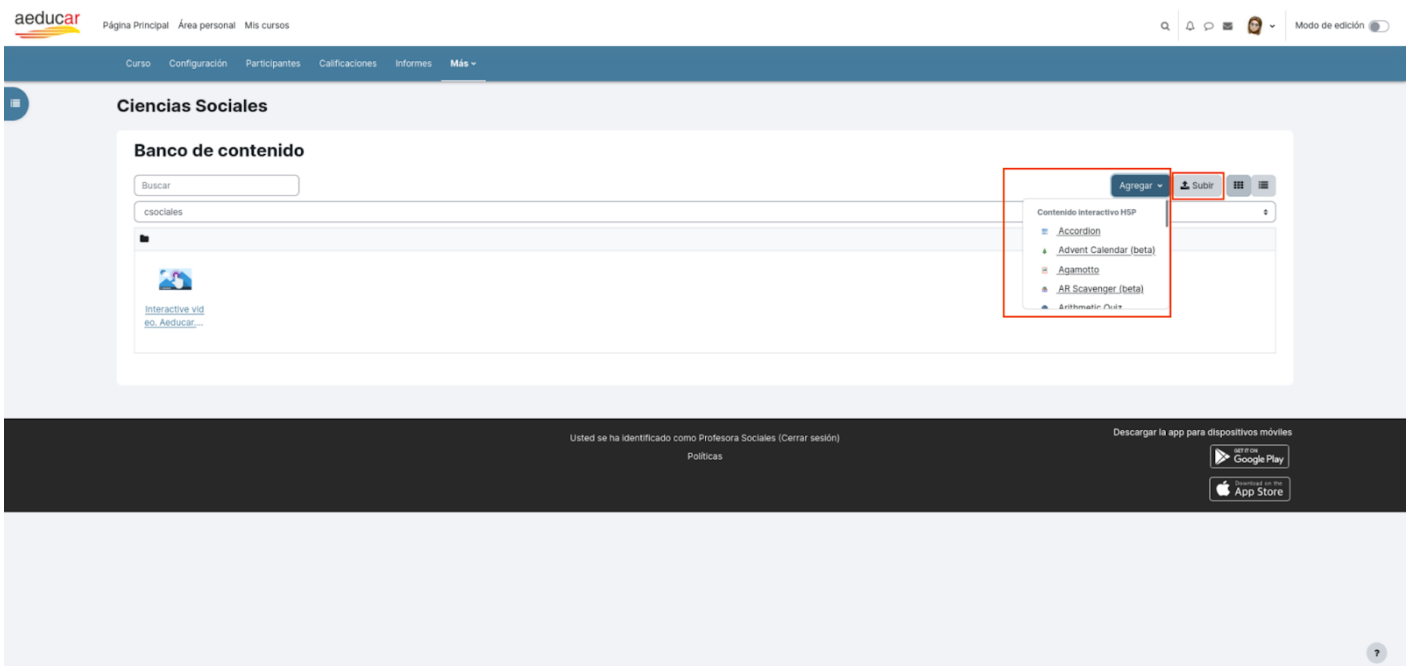 aeducar
Página Principal Área personal Mis cursos
Modo de edición
Curso Configuración Participantes Calificaciones Informes Más
Ciencias Sociales
Banco de contenido
Buscar
Agregar
Subir
csociales
Contenido interactivo H5P
Accordion
Advent Calendar (beta)
Agamotto
AR Scavenger (beta)
Arithmetic Quiz
Interactive vid
eo. Aeducar....
Usted se ha identificado como Profesora Sociales (Cerrar sesión)
Políticas
Descargar la app para dispositivos móviles
GET IT ON
Google Play
Download on the
App Store
?